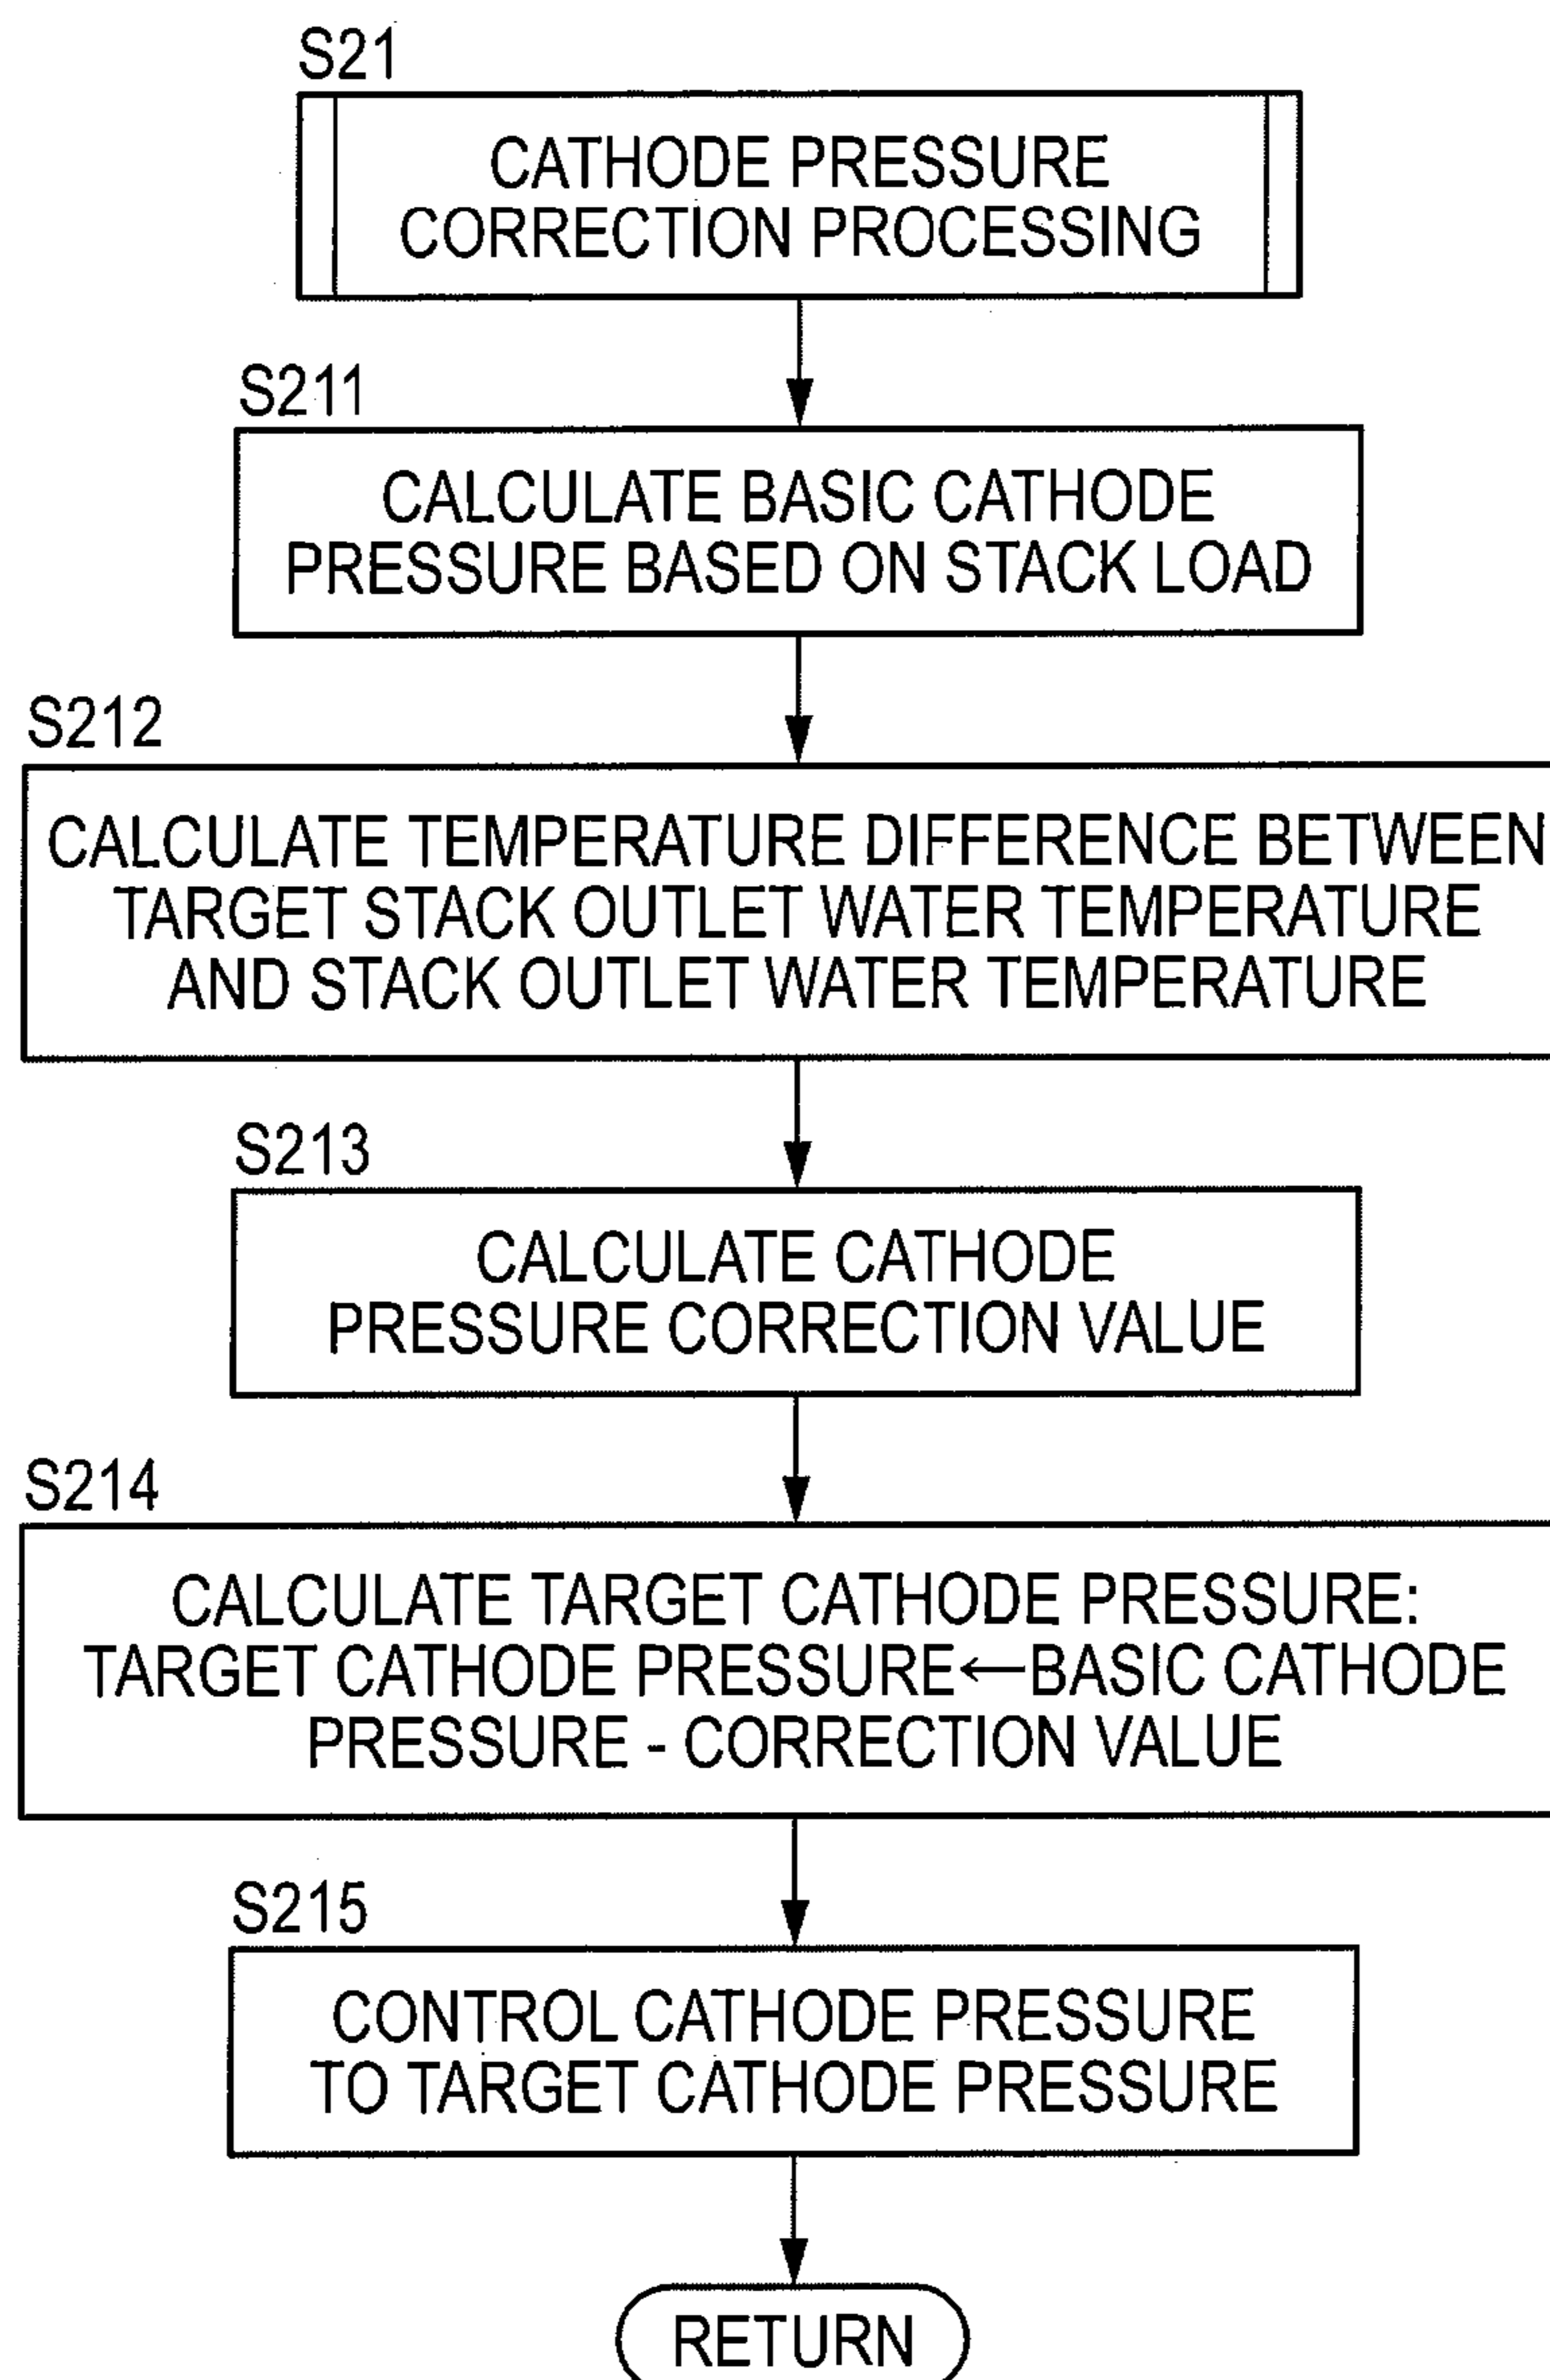 S21
CATHODE PRESSURE
CORRECTION PROCESSING
S211
CALCULATE BASIC CATHODE
PRESSURE BASED ON STACK LOAD
S212
CALCULATE TEMPERATURE DIFFERENCE BETWEEN
TARGET STACK OUTLET WATER TEMPERATURE
AND STACK OUTLET WATER TEMPERATURE
S213
CALCULATE CATHODE
PRESSURE CORRECTION VALUE
S214
CALCULATE TARGET CATHODE PRESSURE:
TARGET CATHODE PRESSURE←BASIC CATHODE
PRESSURE - CORRECTION VALUE
S215
CONTROL CATHODE PRESSURE
TO TARGET CATHODE PRESSURE
RETURN